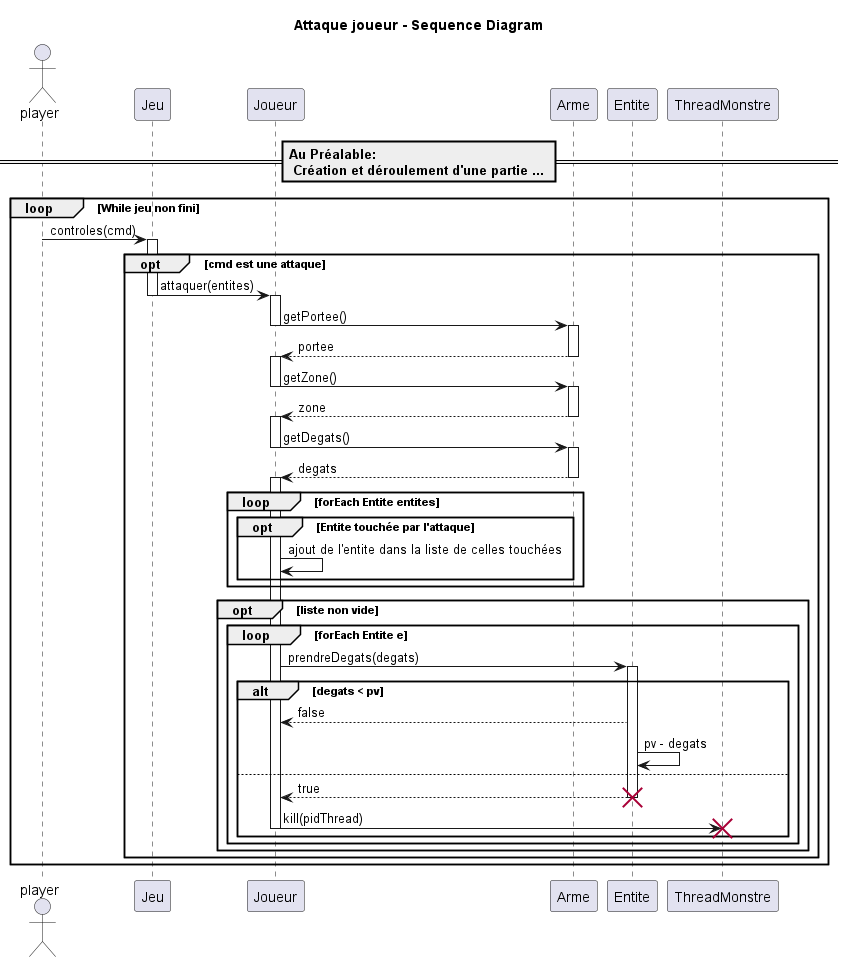 Attaque joueur - Sequence Diagram
player
Jeu
Joueur
Arme
Entite
ThreadMonstre
Au Préalable:
Création et déroulement d'une partie ...
loop [While jeu non fini]
controles(cmd)
opt [cmd est une attaque]
attaquer(entites)
getPortee()
portee
getZone()
zone
getDegats()
degats
loop [forEach Entite entites]
opt [Entite touchée par l'attaque]
ajout de l'entite dans la liste de celles touchées
opt [liste non vide]
loop [forEach Entite e]
prendreDegats(degats)
alt [degats < pv]
false
pv - degats
true
kill(pidThread)
player
Jeu
Joueur
Arme
Entite
ThreadMonstre